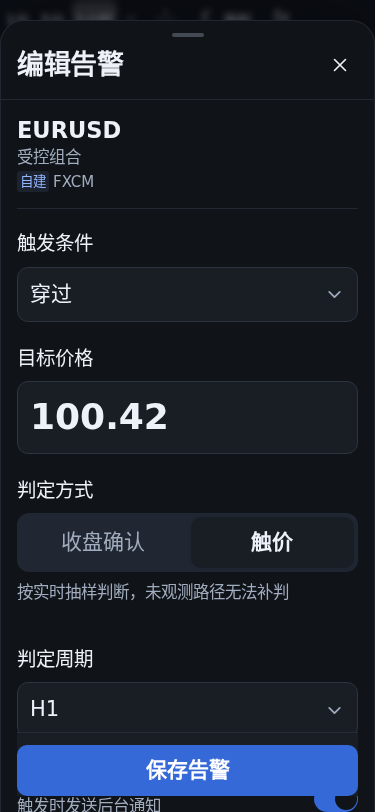 编辑告警
EURUSD
受控组合
自建 FXCM
触发条件
穿过
目标价格
100.42
判定方式
收盘确认 触价
按实时抽样判断，未观测路径无法补判
判定周期
H1
保存告警
触发时发送后台通知